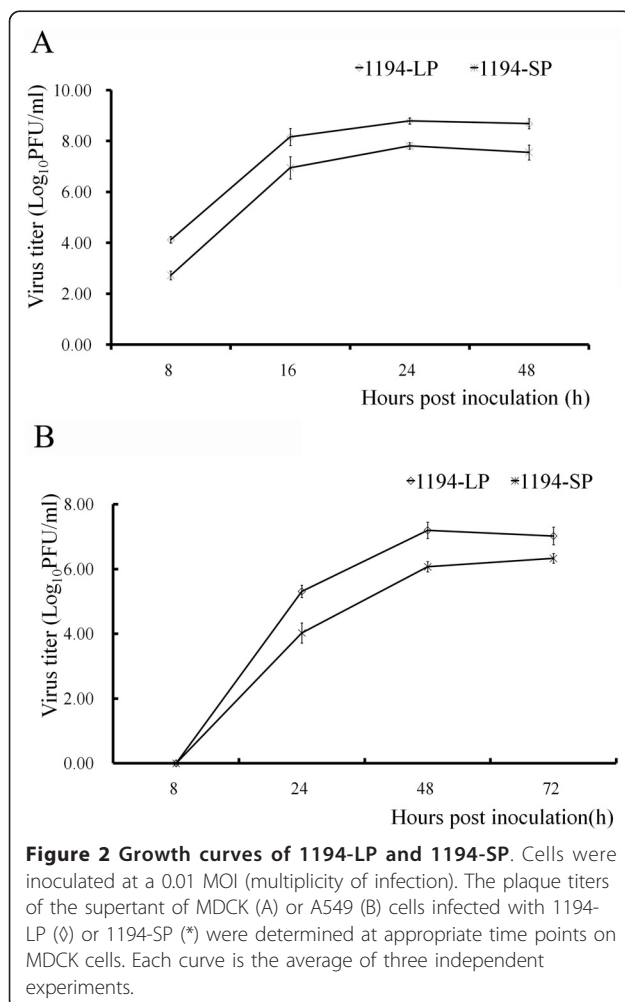 A
1194-LP 1194-SP
10.00
8.00
6.00
4.00
2.00
0.00
Virus titer (Log10PFU/ml)
8 16 24 48
Hours post inoculation (h)
B
1194-LP 1194-SP
8.00
6.00
4.00
2.00
0.00
Virus titer (Log10PFU/ml)
8 24 48 72
Hours post inoculation(h)
Figure 2 Growth curves of 1194-LP and 1194-SP. Cells were
inoculated at a 0.01 MOI (multiplicity of infection). The plaque titers
of the supertant of MDCK (A) or A549 (B) cells infected with 1194-
LP (◊) or 1194-SP (*) were determined at appropriate time points on
MDCK cells. Each curve is the average of three independent
experiments.